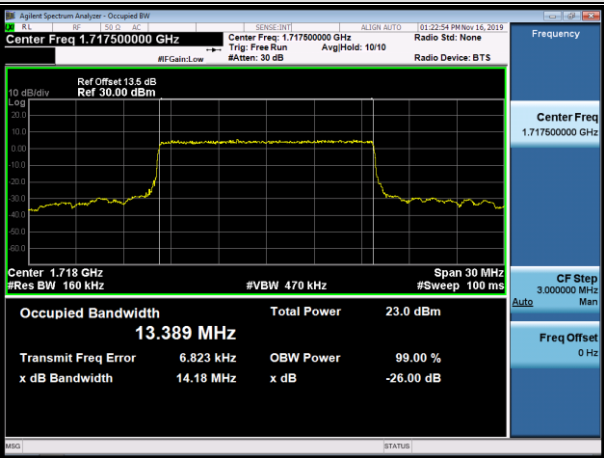 Agilent Spectrum Analyzer - Occupied BW
RL RF 50 Ω AC SENSE:INT ALIGN AUTO 01:22:54 PM Nov 16, 2019
Center Freq 1.717500000 GHz Center Freq: 1.717500000 GHz Radio Std: None Frequency
Trig: Free Run Avg|Hold: 10/10
#IFGain:Low #Atten: 30 dB Radio Device: BTS
Ref Offset 13.5 dB
10 dB/div Ref 30.00 dBm
Log
20.0
10.0
0.00
-10.0
-20.0
-30.0
-40.0
-50.0
-60.0
Center Freq
1.717500000 GHz
Center 1.718 GHz Span 30 MHz
#Res BW 160 kHz #VBW 470 kHz #Sweep 100 ms
CF Step
3.000000 MHz
Auto Man
Occupied Bandwidth Total Power 23.0 dBm
13.389 MHz
Freq Offset
0 Hz
Transmit Freq Error 6.823 kHz OBW Power 99.00 %
x dB Bandwidth 14.18 MHz x dB -26.00 dB
MSG STATUS